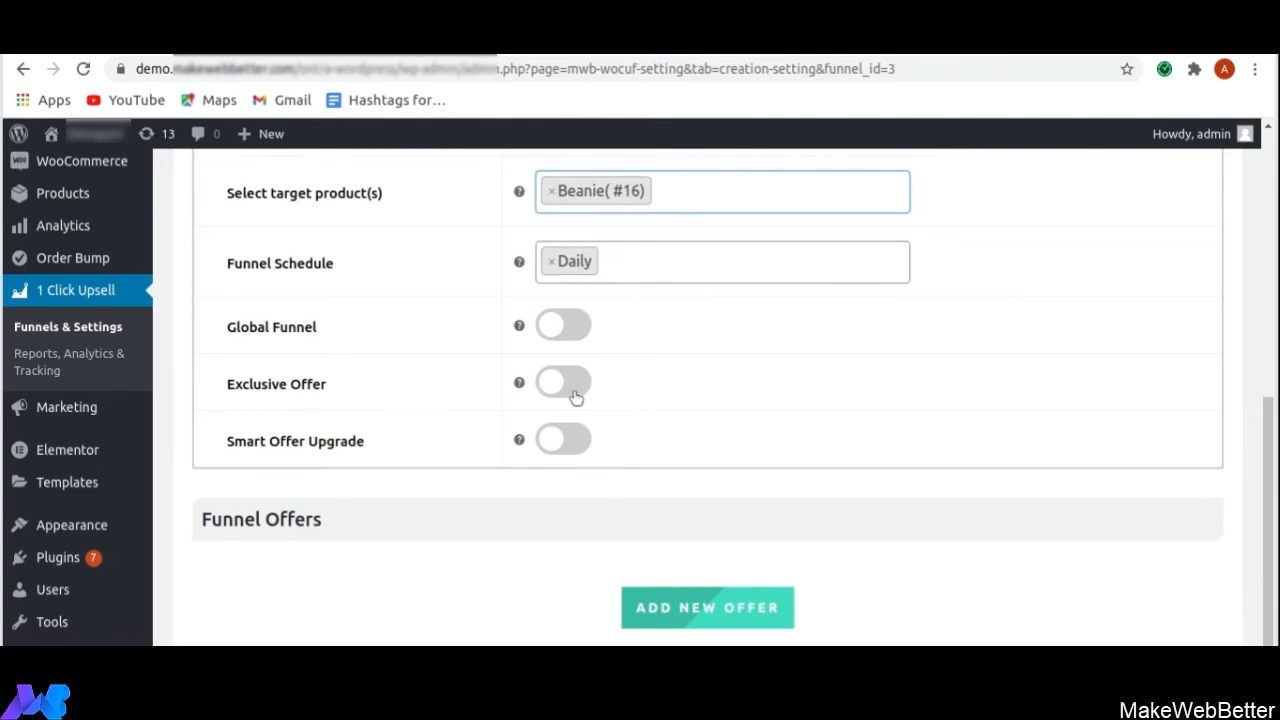 demo.
.php?page=mwb-wocuf-setting&tab=creation-setting&funnel_id=3
A
Apps YouTube Maps Gmail Hashtags for...
13 0 New Howdy, admin
WooCommerce
Products
Analytics
Order Bump
1 Click Upsell
Funnels & Settings
Reports, Analytics &
Tracking
Marketing
Elementor
Templates
Appearance
Plugins 7
Users
Tools
Select target product(s) ? × Beanie( #16)
Funnel Schedule ? × Daily
Global Funnel ?
Exclusive Offer ?
Smart Offer Upgrade ?
Funnel Offers
ADD NEW OFFER
MakeWebBetter